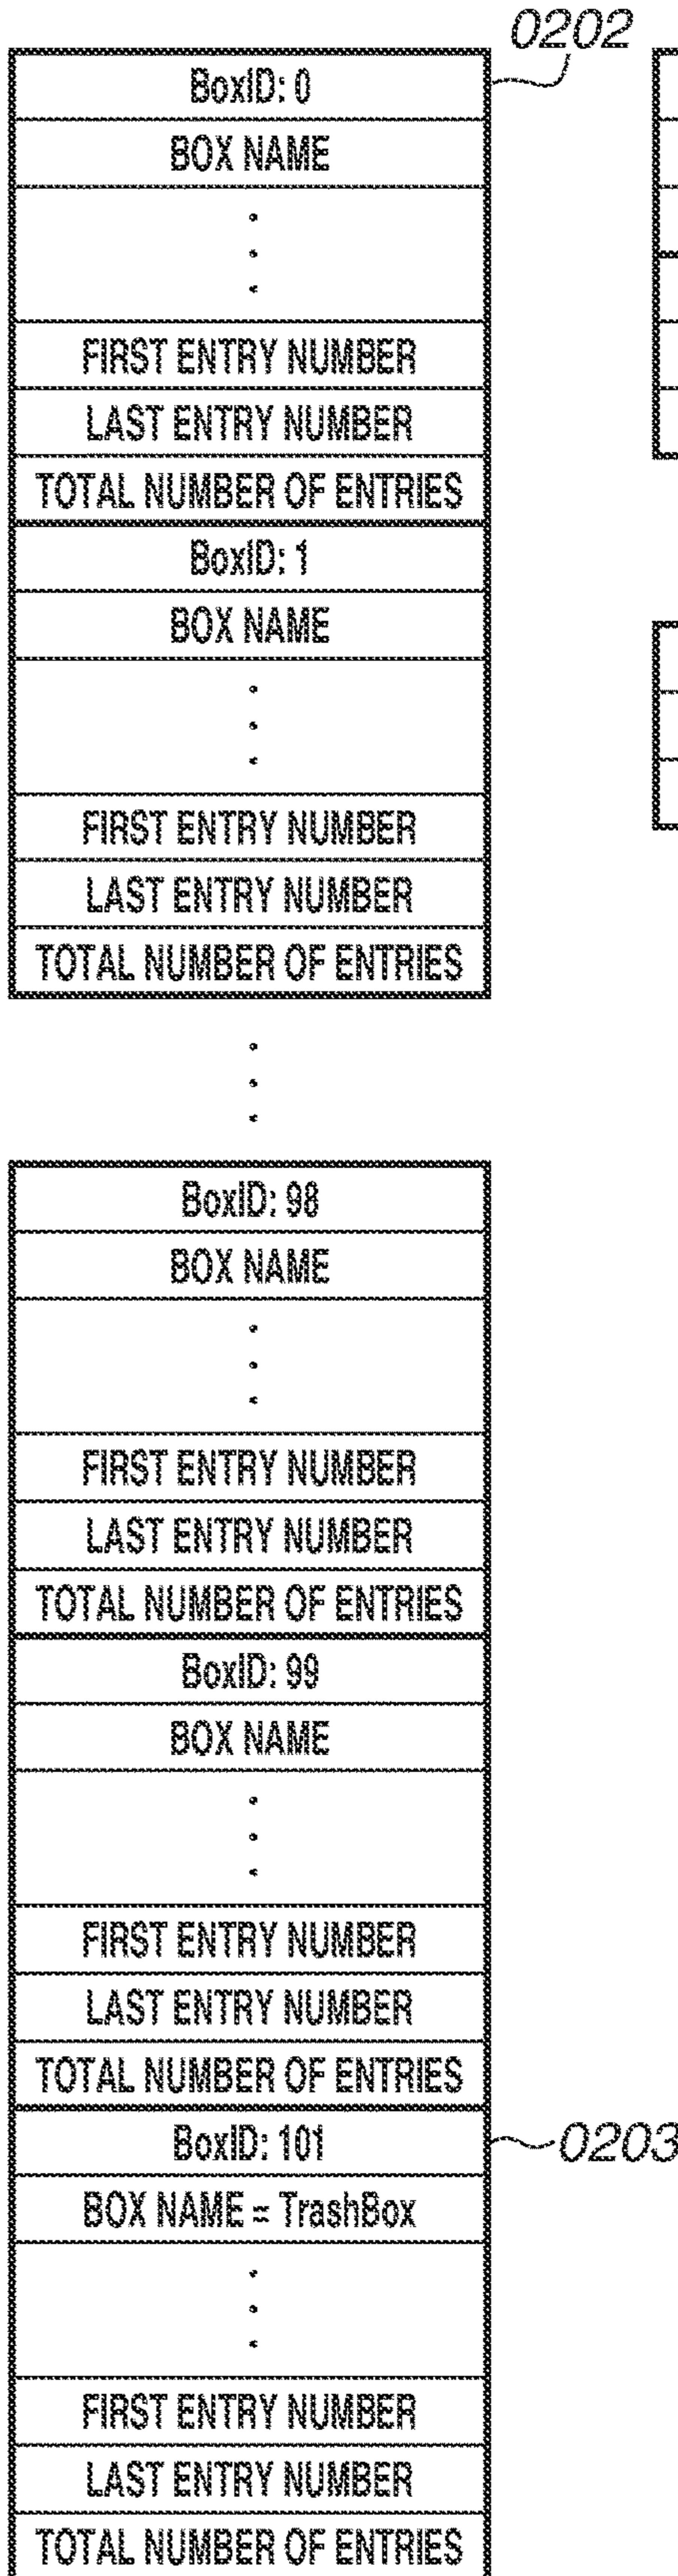 0202
BoxID: 0
BOX NAME
FIRST ENTRY NUMBER
LAST ENTRY NUMBER
TOTAL NUMBER OF ENTRIES
BoxID: 1
BOX NAME
FIRST ENTRY NUMBER
LAST ENTRY NUMBER
TOTAL NUMBER OF ENTRIES
BoxID: 98
BOX NAME
FIRST ENTRY NUMBER
LAST ENTRY NUMBER
TOTAL NUMBER OF ENTRIES
BoxID: 99
BOX NAME
FIRST ENTRY NUMBER
LAST ENTRY NUMBER
TOTAL NUMBER OF ENTRIES
BoxID: 101 0203
BOX NAME = TrashBox
FIRST ENTRY NUMBER
LAST ENTRY NUMBER
TOTAL NUMBER OF ENTRIES